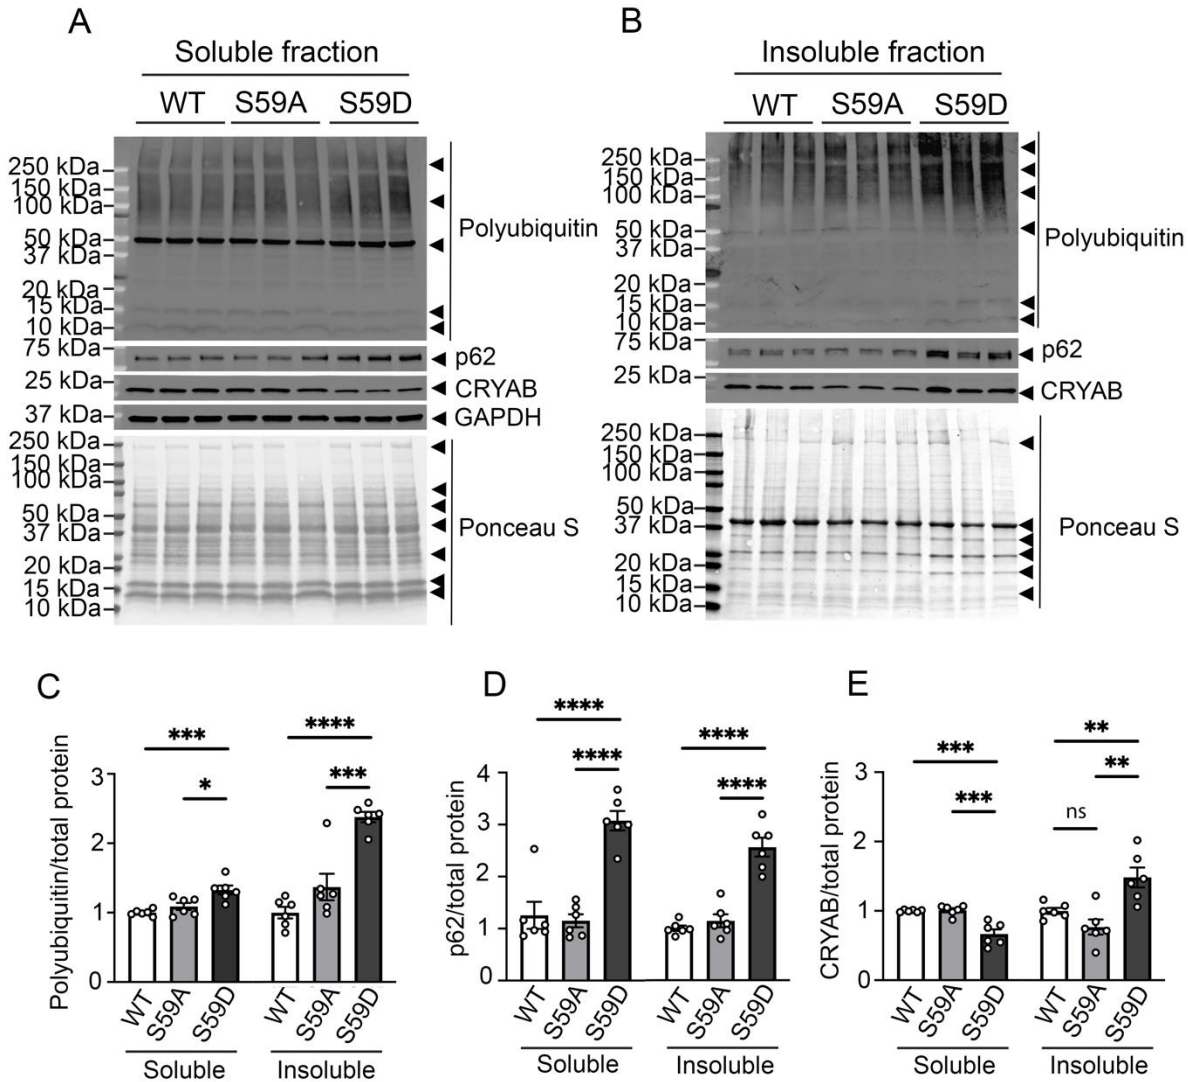 A
Soluble fraction
WT S59A S59D
250 kDa
150 kDa
100 kDa
50 kDa
37 kDa
20 kDa
15 kDa
10 kDa
Polyubiquitin
75 kDa
p62
25 kDa
CRYAB
37 kDa
GAPDH
250 kDa
150 kDa
100 kDa
50 kDa
37 kDa
20 kDa
15 kDa
10 kDa
Ponceau S
B
Insoluble fraction
WT S59A S59D
250 kDa
150 kDa
100 kDa
50 kDa
37 kDa
20 kDa
15 kDa
10 kDa
Polyubiquitin
75 kDa
p62
25 kDa
CRYAB
250 kDa
150 kDa
100 kDa
50 kDa
37 kDa
20 kDa
15 kDa
10 kDa
Ponceau S
C
Polyubiquitin/total protein
3
2
1
0
***
*
****
***
WT S59A S59D WT S59A S59D
Soluble Insoluble
D
p62/total protein
4
3
2
1
0
****
****
****
****
WT S59A S59D WT S59A S59D
Soluble Insoluble
E
CRYAB/total protein
3
2
1
0
***
***
**
**
ns
WT S59A S59D WT S59A S59D
Soluble Insoluble